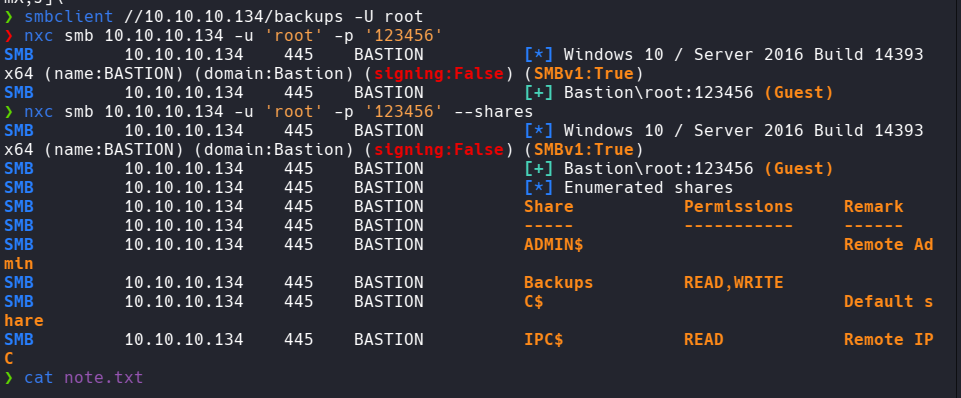 ❯ smbclient //10.10.10.134/backups -U root
❯ nxc smb 10.10.10.134 -u 'root' -p '123456'
SMB 10.10.10.134 445 BASTION [*] Windows 10 / Server 2016 Build 14393
x64 (name:BASTION) (domain:Bastion) (signing:False) (SMBv1:True)
SMB 10.10.10.134 445 BASTION [+] Bastion\root:123456 (Guest)
❯ nxc smb 10.10.10.134 -u 'root' -p '123456' --shares
SMB 10.10.10.134 445 BASTION [*] Windows 10 / Server 2016 Build 14393
x64 (name:BASTION) (domain:Bastion) (signing:False) (SMBv1:True)
SMB 10.10.10.134 445 BASTION [+] Bastion\root:123456 (Guest)
SMB 10.10.10.134 445 BASTION [*] Enumerated shares
SMB 10.10.10.134 445 BASTION Share Permissions Remark
SMB 10.10.10.134 445 BASTION ----- ----------- ------
SMB 10.10.10.134 445 BASTION ADMIN$ Remote Ad
min
SMB 10.10.10.134 445 BASTION Backups READ,WRITE
SMB 10.10.10.134 445 BASTION C$ Default s
hare
SMB 10.10.10.134 445 BASTION IPC$ READ Remote IP
C
❯ cat note.txt